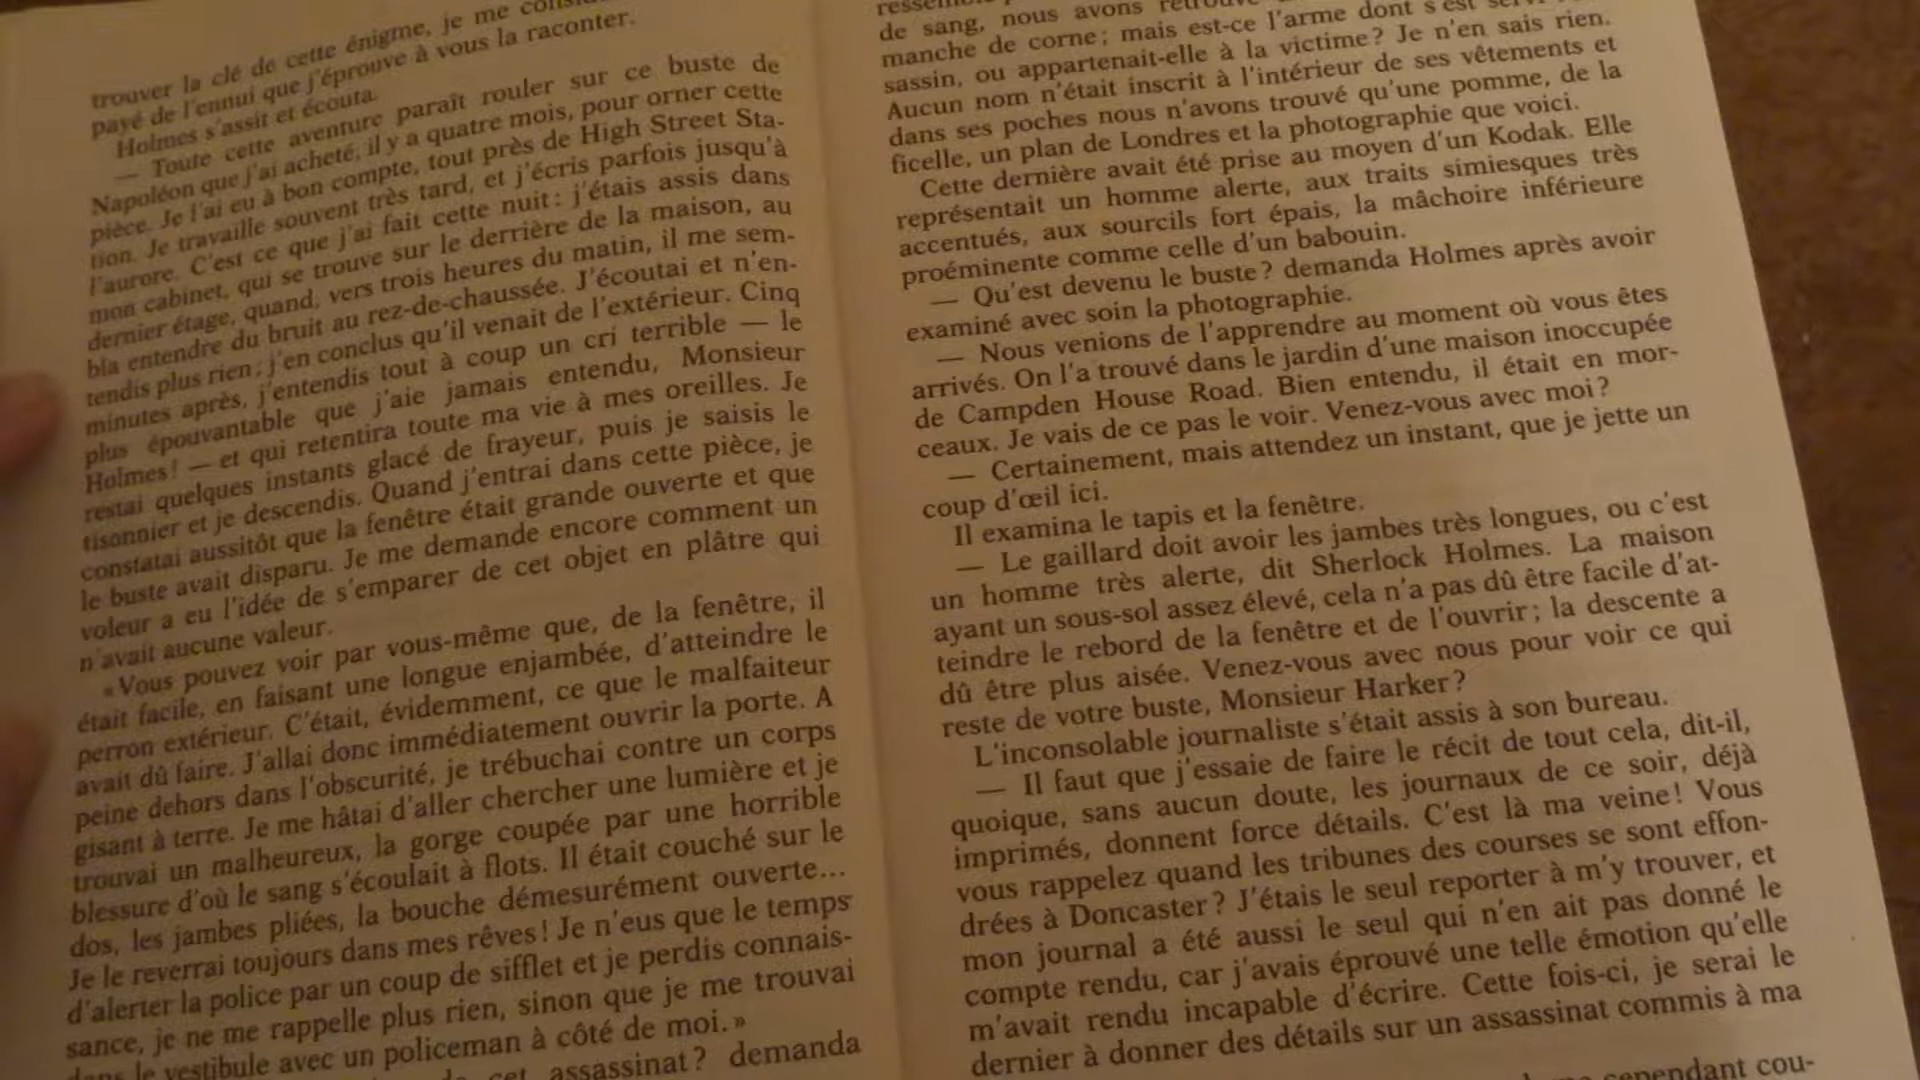 trouver la clé de cette énigme, je me
payé de l'ennui que j'éprouve à vous la raconter.
Holmes s'assit et écouta.
— Toute cette aventure paraît rouler sur ce buste de
Napoléon que j'ai acheté, il y a quatre mois, pour orner cette
pièce. Je l'ai eu à bon compte, tout près de High Street Sta-
tion. Je travaille souvent très tard, et j'écris parfois jusqu'à
l'aurore. C'est ce que j'ai fait cette nuit : j'étais assis dans
mon cabinet, qui se trouve sur le derrière de la maison, au
dernier étage, quand, vers trois heures du matin, il me sem-
bla entendre du bruit au rez-de-chaussée. J'écoutai et n'en-
tendis plus rien ; j'en conclus qu'il venait de l'extérieur. Cinq
minutes après, j'entendis tout à coup un cri terrible — le
plus épouvantable que j'aie jamais entendu, Monsieur
Holmes ! — et qui retentira toute ma vie à mes oreilles. Je
restai quelques instants glacé de frayeur, puis je saisis le
tisonnier et je descendis. Quand j'entrai dans cette pièce, je
constatai aussitôt que la fenêtre était grande ouverte et que
le buste avait disparu. Je me demande encore comment un
voleur a eu l'idée de s'emparer de cet objet en plâtre qui
n'avait aucune valeur.
«Vous pouvez voir par vous-même que, de la fenêtre, il
était facile, en faisant une longue enjambée, d'atteindre le
perron extérieur. C'était, évidemment, ce que le malfaiteur
avait dû faire. J'allai donc immédiatement ouvrir la porte. A
peine dehors dans l'obscurité, je trébuchai contre un corps
gisant à terre. Je me hâtai d'aller chercher une lumière et je
trouvai un malheureux, la gorge coupée par une horrible
blessure d'où le sang s'écoulait à flots. Il était couché sur le
dos, les jambes pliées, la bouche démesurément ouverte...
Je le reverrai toujours dans mes rêves ! Je n'eus que le temps
d'alerter la police par un coup de sifflet et je perdis connais-
sance, je ne me rappelle plus rien, sinon que je me trouvai
dans le vestibule avec un policeman à côté de moi.»
cet assassinat ? demanda
de sang, nous avons
manche de corne ; mais est-ce l'arme dont s'est
sassin, ou appartenait-elle à la victime ? Je n'en sais rien.
Aucun nom n'était inscrit à l'intérieur de ses vêtements et
dans ses poches nous n'avons trouvé qu'une pomme, de la
ficelle, un plan de Londres et la photographie que voici.
Cette dernière avait été prise au moyen d'un Kodak. Elle
représentait un homme alerte, aux traits simiesques très
accentués, aux sourcils fort épais, la mâchoire inférieure
proéminente comme celle d'un babouin.
— Qu'est devenu le buste ? demanda Holmes après avoir
examiné avec soin la photographie.
— Nous venions de l'apprendre au moment où vous êtes
arrivés. On l'a trouvé dans le jardin d'une maison inoccupée
de Campden House Road. Bien entendu, il était en mor-
ceaux. Je vais de ce pas le voir. Venez-vous avec moi ?
— Certainement, mais attendez un instant, que je jette un
coup d'œil ici.
Il examina le tapis et la fenêtre.
— Le gaillard doit avoir les jambes très longues, ou c'est
un homme très alerte, dit Sherlock Holmes. La maison
ayant un sous-sol assez élevé, cela n'a pas dû être facile d'at-
teindre le rebord de la fenêtre et de l'ouvrir ; la descente a
dû être plus aisée. Venez-vous avec nous pour voir ce qui
reste de votre buste, Monsieur Harker ?
L'inconsolable journaliste s'était assis à son bureau.
— Il faut que j'essaie de faire le récit de tout cela, dit-il,
quoique, sans aucun doute, les journaux de ce soir, déjà
imprimés, donnent force détails. C'est là ma veine ! Vous
vous rappelez quand les tribunes des courses se sont effon-
drées à Doncaster ? J'étais le seul reporter à m'y trouver, et
mon journal a été aussi le seul qui n'en ait pas donné le
compte rendu, car j'avais éprouvé une telle émotion qu'elle
m'avait rendu incapable d'écrire. Cette fois-ci, je serai le
dernier à donner des détails sur un assassinat commis à ma
cependant cou-